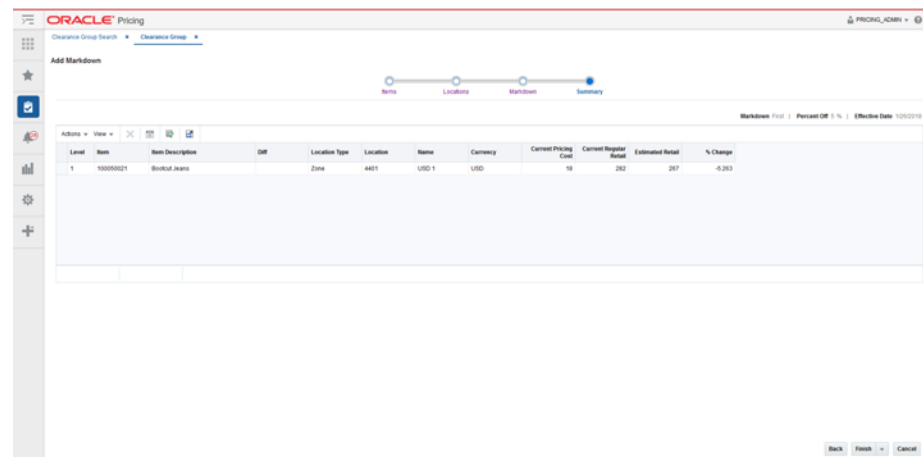 ORACLE Pricing
PRICING_ADMIN
Clearance Group Search
Clearance Group
Add Markdown
Items Locations Markdown Summary
Markdown First | Percent Off 5 % | Effective Date
Actions View
Level Item Item Description Diff Location Type Location Name Currency Current Pricing Cost Current Regular Retail Estimated Retail % Change
1 100050021 Bootcut Jeans Zone 4401 USD 1 USD 267 -5.263
Back Finish Cancel